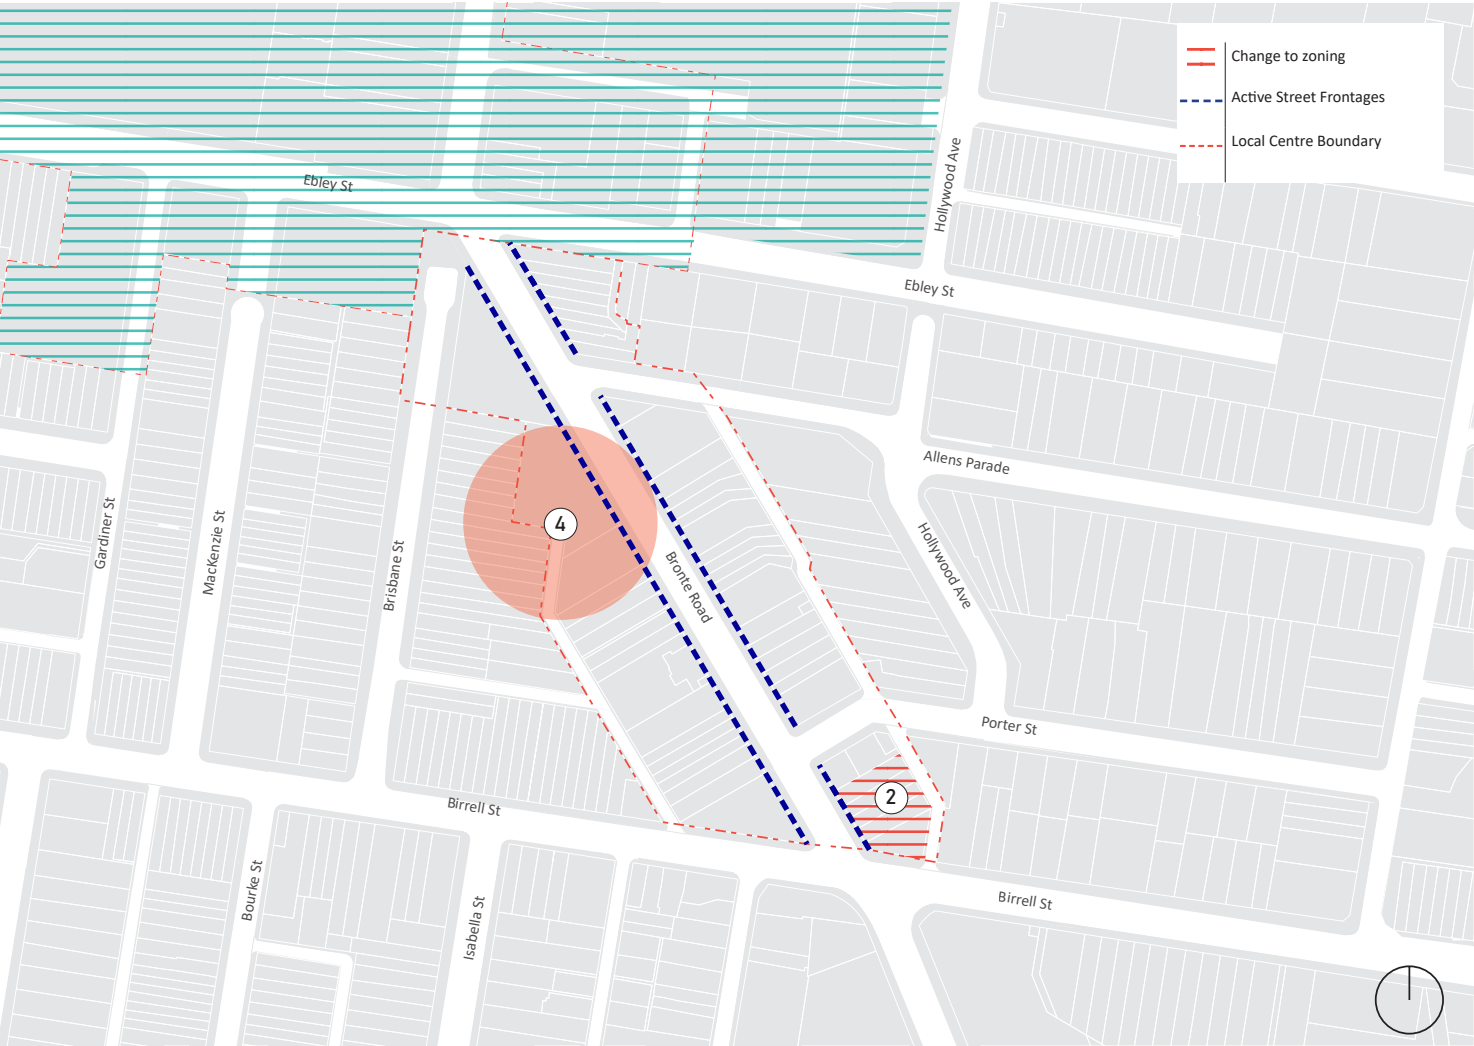 Change to zoning
Active Street Frontages
Local Centre Boundary
Hollywood Ave
Ebley St
Ebley St
Allens Parade
Gardiner St
MacKenzie St
Brisbane St
4
Bronte Road
Hollywood Ave
Porter St
2
Birrell St
Bourke St
Isabella St
Birrell St